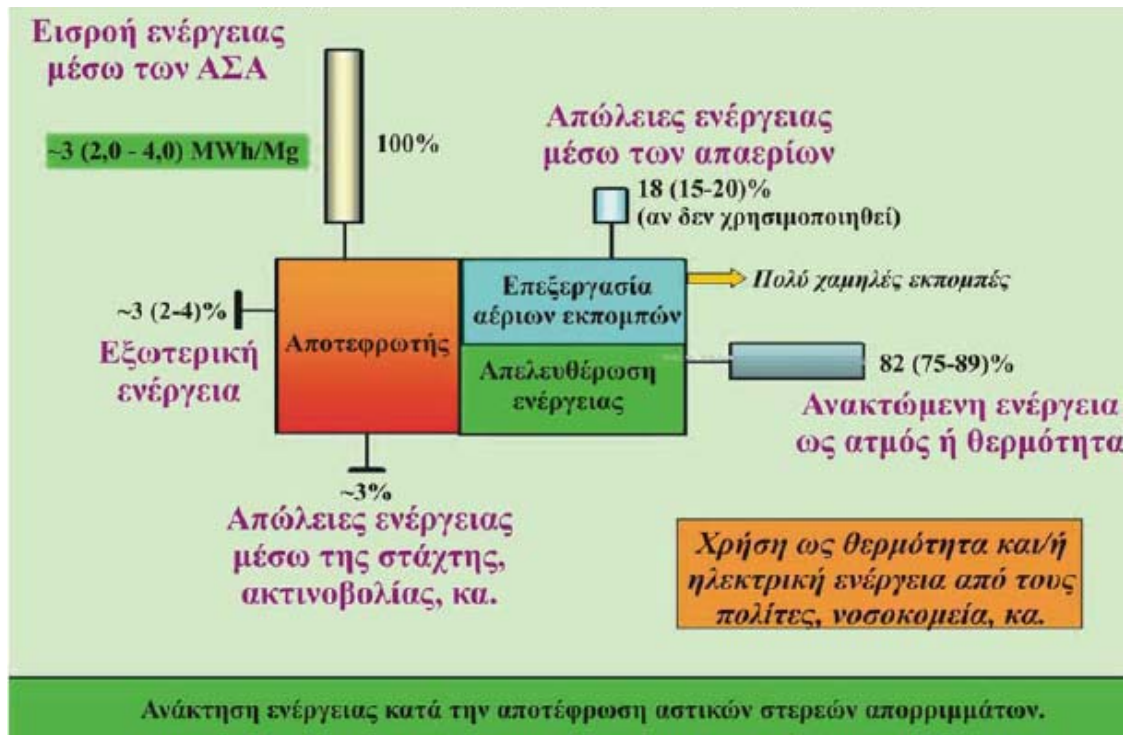 Εισροή ενέργειας
μέσω των ΑΣΑ
~3 (2,0 - 4,0) MWh/Mg
100%
Απώλειες ενέργειας
μέσω των απαερίων
18 (15-20)%
(αν δεν χρησιμοποιηθεί)
~3 (2-4)%
Εξωτερική
ενέργεια
Αποτεφρωτής
Επεξεργασία
αέριων εκπομπών
Πολύ χαμηλές εκπομπές
Απελευθέρωση
ενέργειας
82 (75-89)%
Ανακτώμενη ενέργεια
ως ατμός ή θερμότητα
~3%
Απώλειες ενέργειας
μέσω της στάχτης,
ακτινοβολίας, κα.
Χρήση ως θερμότητα και/ή
ηλεκτρική ενέργεια από τους
πολίτες, νοσοκομεία, κα.
Ανάκτηση ενέργειας κατά την αποτέφρωση αστικών στερεών απορριμμάτων.